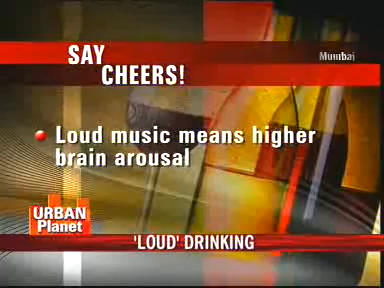 SAY
CHEERS!
Mumbai
Loud music means higher
brain arousal
URBAN
Planet
'LOUD' DRINKING